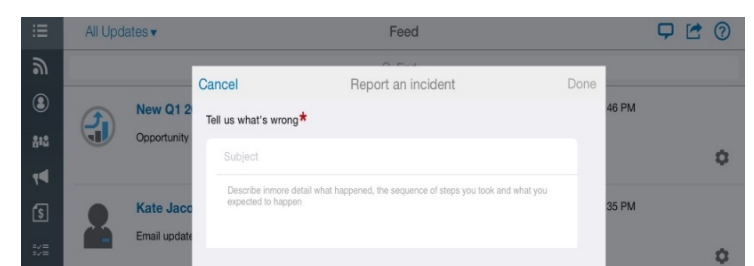 All Updates ▾ Feed
Cancel Report an incident Done
New Q1 2 46 PM
Tell us what's wrong*
Opportunity
Subject
Describe inmore detail what happened, the sequence of steps you took and what you
expected to happen
Kate Jaco 35 PM
Email update